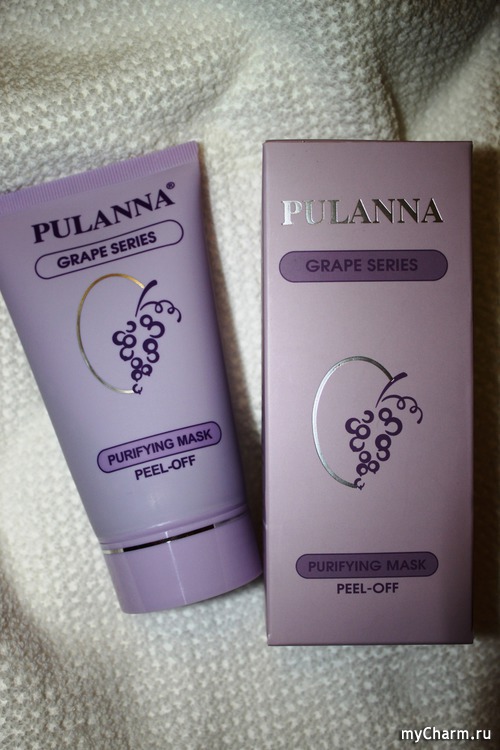 PULANNA®
GRAPE SERIES
PURIFYING MASK
PEEL-OFF
PULANNA
GRAPE SERIES
PURIFYING MASK
PEEL-OFF
myCharm.ru